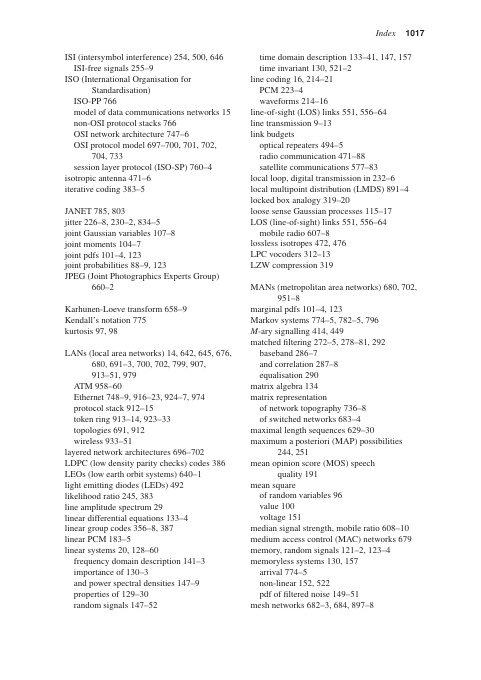 Index 1017
ISI (intersymbol interference) 254, 500, 646
ISI-free signals 255–9
ISO (International Organisation for
Standardisation)
ISO-PP 766
model of data communications networks 15
non-OSI protocol stacks 766
OSI network architecture 747–6
OSI protocol model 697–700, 701, 702,
704, 733
session layer protocol (ISO-SP) 760–4
isotropic antenna 471–6
iterative coding 383–5
JANET 785, 803
jitter 226–8, 230–2, 834–5
joint Gaussian variables 107–8
joint moments 104–7
joint pdfs 101–4, 123
joint probabilities 88–9, 123
JPEG (Joint Photographics Experts Group)
660–2
Karhunen-Loeve transform 658–9
Kendall's notation 775
kurtosis 97, 98
LANs (local area networks) 14, 642, 645, 676,
680, 691–3, 700, 702, 799, 907,
913–51, 979
ATM 958–60
Ethernet 748–9, 916–23, 924–7, 974
protocol stack 912–15
token ring 913–14, 923–33
topologies 691, 912
wireless 933–51
layered network architectures 696–702
LDPC (low density parity checks) codes 386
LEOs (low earth orbit systems) 640–1
light emitting diodes (LEDs) 492
likelihood ratio 245, 383
line amplitude spectrum 29
linear differential equations 133–4
linear group codes 356–8, 387
linear PCM 183–5
linear systems 20, 128–60
frequency domain description 141–3
importance of 130–3
and power spectral densities 147–9
properties of 129–30
random signals 147–52
time domain description 133–41, 147, 157
time invariant 130, 521–2
line coding 16, 214–21
PCM 223–4
waveforms 214–16
line-of-sight (LOS) links 551, 556–64
line transmission 9–13
link budgets
optical repeaters 494–5
radio communication 471–88
satellite communications 577–83
local loop, digital transmission in 232–6
local multipoint distribution (LMDS) 891–4
locked box analogy 319–20
loose sense Gaussian processes 115–17
LOS (line-of-sight) links 551, 556–64
mobile radio 607–8
lossless isotropes 472, 476
LPC vocoders 312–13
LZW compression 319
MANs (metropolitan area networks) 680, 702,
951–8
marginal pdfs 101–4, 123
Markov systems 774–5, 782–5, 796
M-ary signalling 414, 449
matched filtering 272–5, 278–81, 292
baseband 286–7
and correlation 287–8
equalisation 290
matrix algebra 134
matrix representation
of network topography 736–8
of switched networks 683–4
maximal length sequences 629–30
maximum a posteriori (MAP) possibilities
244, 251
mean opinion score (MOS) speech
quality 191
mean square
of random variables 96
value 100
voltage 151
median signal strength, mobile ratio 608–10
medium access control (MAC) networks 679
memory, random signals 121–2, 123–4
memoryless systems 130, 157
arrival 774–5
non-linear 152, 522
pdf of filtered noise 149–51
mesh networks 682–3, 684, 897–8